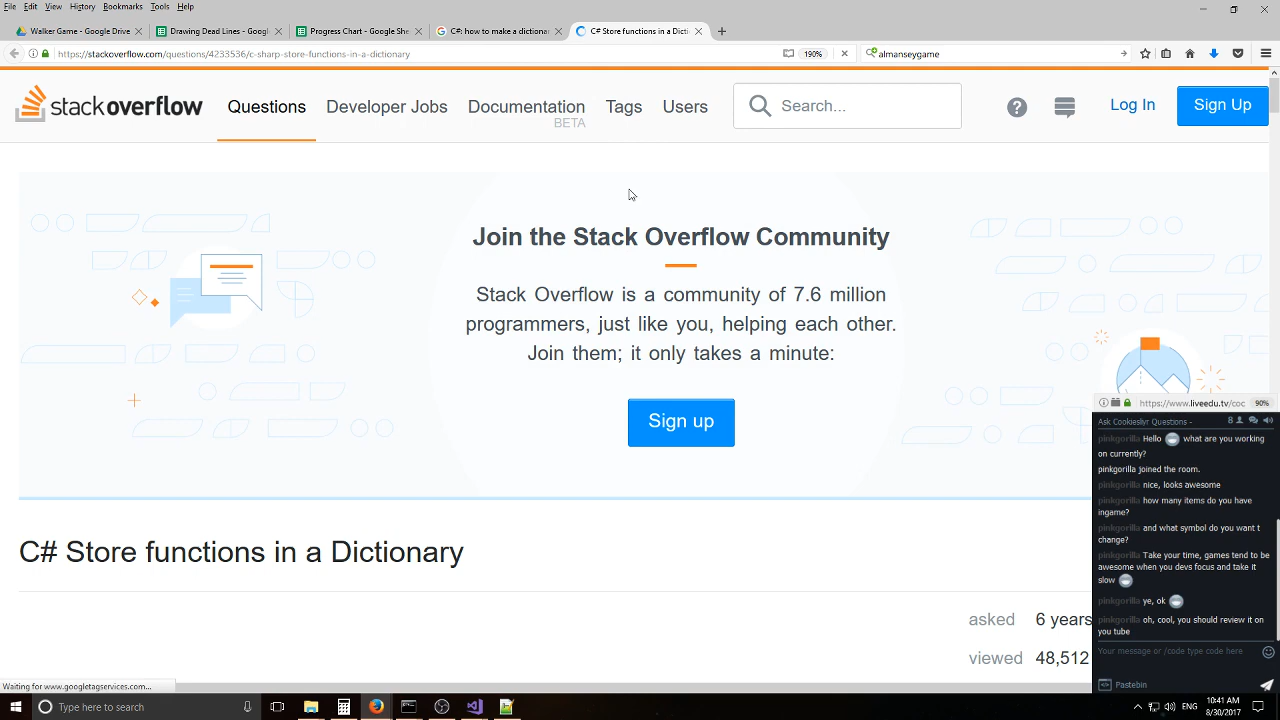 File Edit View History Bookmarks Tools Help
Walker Game - Google Drive
Drawing Dead Lines - Google
Progress Chart - Google She
C#: how to make a dictionar
C# Store functions in a Dicti
https://stackoverflow.com/questions/4233536/c-sharp-store-functions-in-a-dictionary
190%
almanseygame
stackoverflow
Questions
Developer Jobs
Documentation
BETA
Tags
Users
Search...
Log In
Sign Up
Join the Stack Overflow Community
Stack Overflow is a community of 7.6 million
programmers, just like you, helping each other.
Join them; it only takes a minute:
Sign up
C# Store functions in a Dictionary
asked 6 years
viewed 48,512
https://www.liveedu.tv/coc 90%
Ask Cookiesliyr Questions - 8
pinkgorilla Hello what are you working
on currently?
pinkgorilla joined the room.
pinkgorilla nice, looks awesome
pinkgorilla how many items do you have
ingame?
pinkgorilla and what symbol do you want t
change?
pinkgorilla Take your time, games tend to be
awesome when you devs focus and take it
slow
pinkgorilla ye, ok
pinkgorilla oh, cool, you should review it on
you tube
Your message or /code type code here
Pastebin
Waiting for www.googletagservices.com...
Type here to search
ENG
10:41 AM
8/30/2017